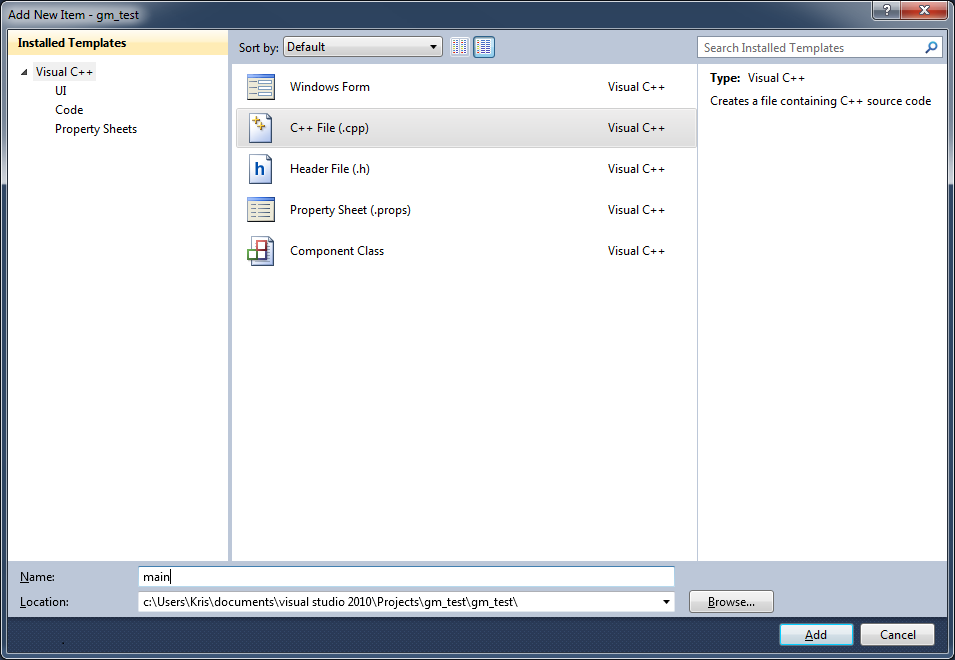 Add New Item - gm_test
?
Installed Templates
Visual C++
UI
Code
Property Sheets
Sort by: Default
Search Installed Templates
Windows Form Visual C++
C++ File (.cpp) Visual C++
h Header File (.h) Visual C++
Property Sheet (.props) Visual C++
Component Class Visual C++
Type: Visual C++
Creates a file containing C++ source code
Name: main
Location: c:\Users\Kris\documents\visual studio 2010\Projects\gm_test\gm_test\
Browse...
Add Cancel